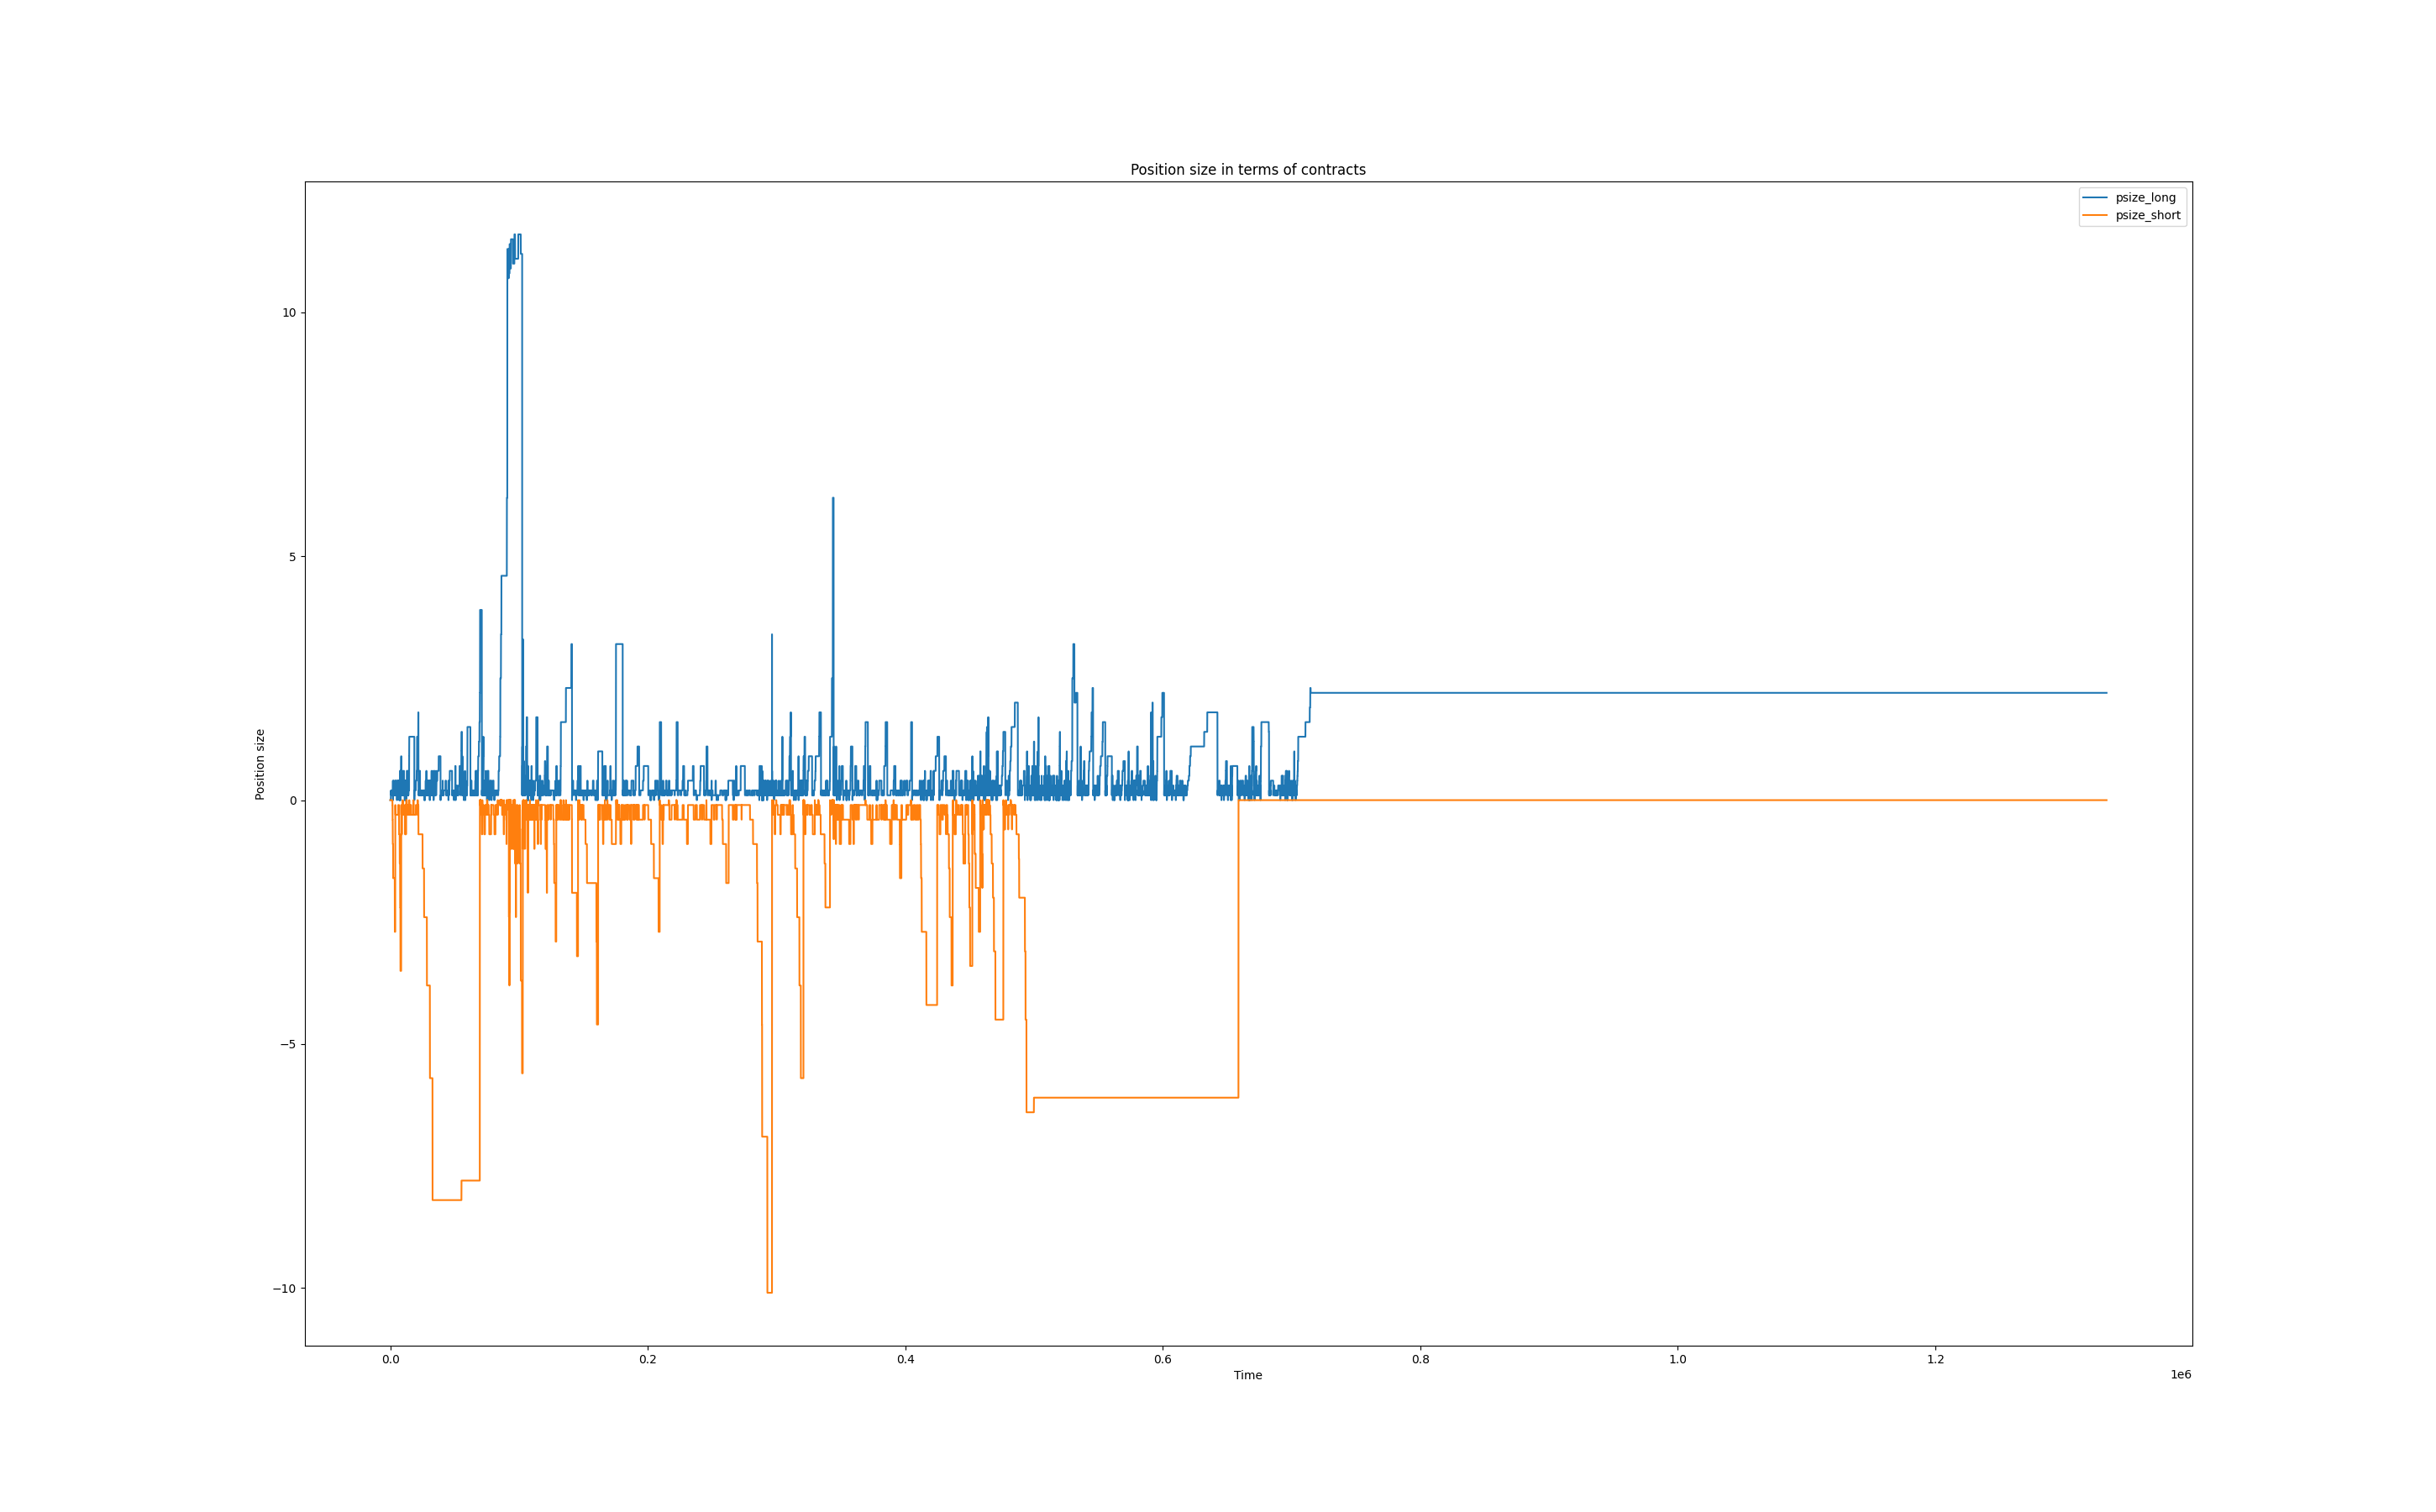 Position size in terms of contracts
psize_long
psize_short
Position size
10
5
0
−5
−10
0.0
0.2
0.4
0.6
0.8
1.0
1.2
1e6
Time